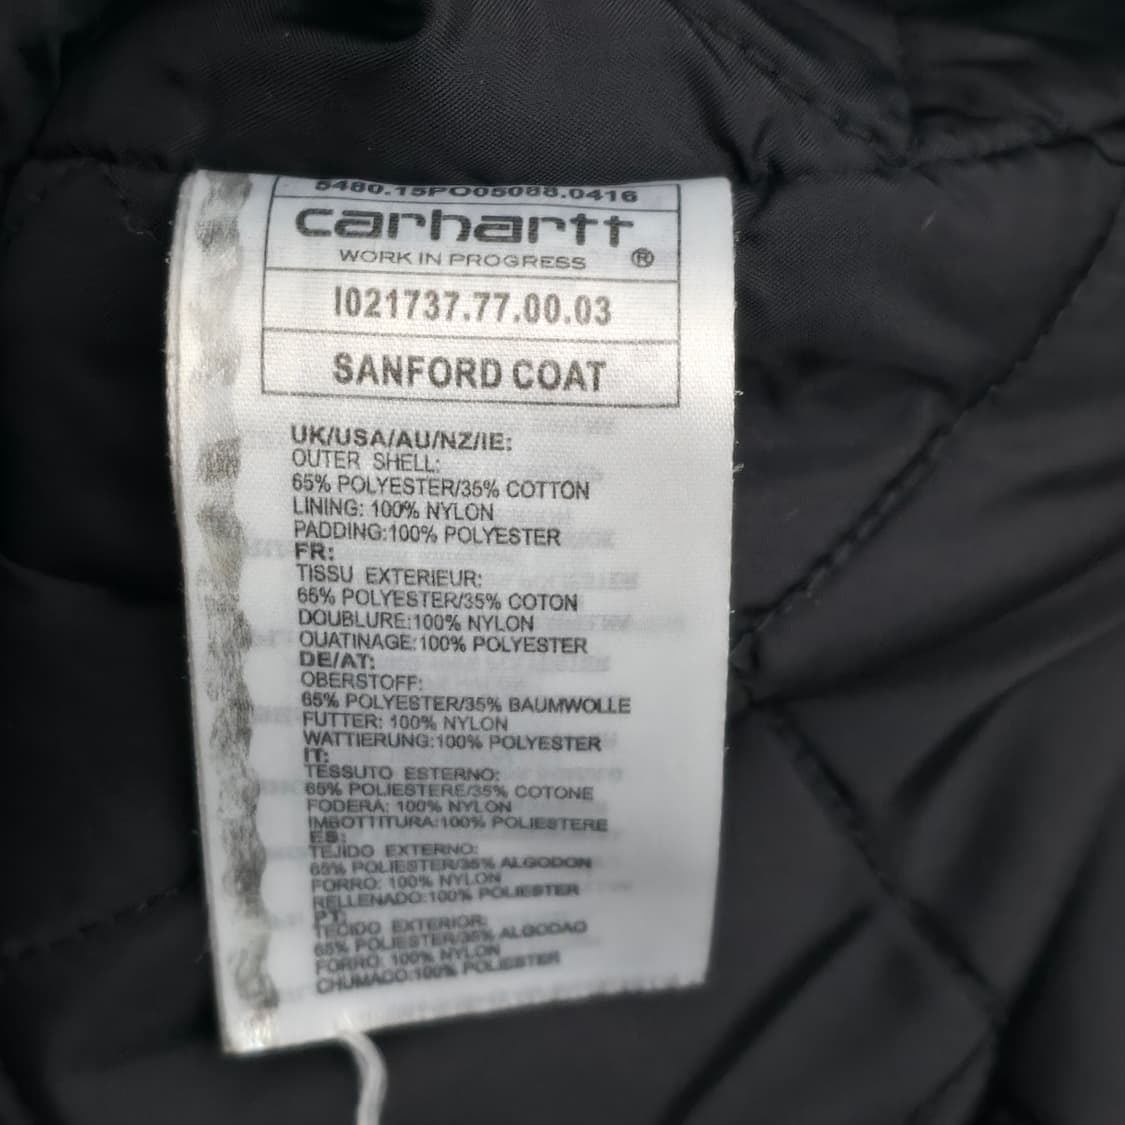 5480.15PO05088.0416
carhartt
WORK IN PROGRESS ®
I021737.77.00.03
SANFORD COAT
UK/USA/AU/NZ/IE:
OUTER SHELL:
65% POLYESTER/35% COTTON
LINING: 100% NYLON
PADDING:100% POLYESTER
FR:
TISSU EXTERIEUR:
65% POLYESTER/35% COTON
DOUBLURE:100% NYLON
OUATINAGE:100% POLYESTER
DE/AT:
OBERSTOFF:
65% POLYESTER/35% BAUMWOLLE
FUTTER: 100% NYLON
WATTIERUNG:100% POLYESTER
IT:
TESSUTO ESTERNO:
65% POLIESTERE/35% COTONE
FODERA: 100% NYLON
IMBOTTITURA:100% POLIESTERE
ES:
TEJIDO EXTERNO:
65% POLIESTER/35% ALGODON
FORRO: 100% NYLON
RELLENADO:100% POLIESTER
PT:
TECIDO EXTERIOR:
65% POLIESTER/35% ALGODAO
FORRO: 100% NYLON
CHUMACO:100% POLIESTER